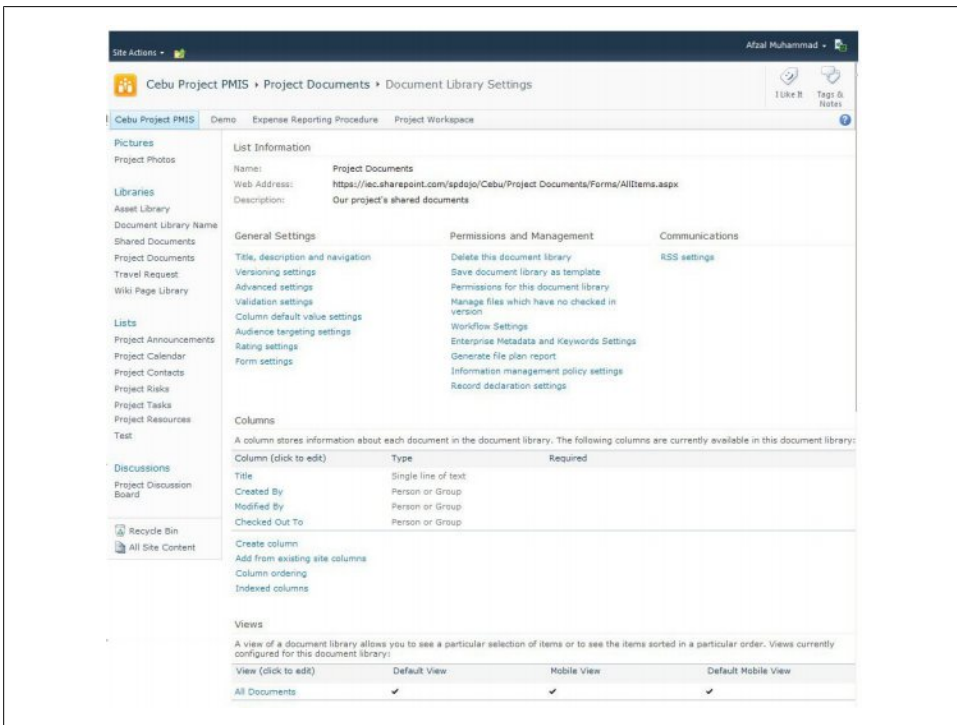 Site Actions
Afzal Muhammad
Cebu Project PMIS › Project Documents › Document Library Settings
I Like It
Tags & Notes
Cebu Project PMIS Demo Expense Reporting Procedure Project Workspace
Pictures
Project Photos
Libraries
Asset Library
Document Library Name
Shared Documents
Project Documents
Travel Request
Wiki Page Library
Lists
Project Announcements
Project Calendar
Project Contacts
Project Risks
Project Tasks
Project Resources
Test
Discussions
Project Discussion
Board
Recycle Bin
All Site Content
List Information
Name: Project Documents
Web Address: https://iec.sharepoint.com/spdojo/Cebu/Project Documents/Forms/AllItems.aspx
Description: Our project's shared documents
General Settings
Title, description and navigation
Versioning settings
Advanced settings
Validation settings
Column default value settings
Audience targeting settings
Rating settings
Form settings
Permissions and Management
Delete this document library
Save document library as template
Permissions for this document library
Manage files which have no checked in
version
Workflow Settings
Enterprise Metadata and Keywords Settings
Generate file plan report
Information management policy settings
Record declaration settings
Communications
RSS settings
Columns
A column stores information about each document in the document library. The following columns are currently available in this document library:
Column (click to edit) Type Required
Title Single line of text
Created By Person or Group
Modified By Person or Group
Checked Out To Person or Group
Create column
Add from existing site columns
Column ordering
Indexed columns
Views
A view of a document library allows you to see a particular selection of items or to see the items sorted in a particular order. Views currently
configured for this document library:
View (click to edit) Default View Mobile View Default Mobile View
All Documents ✔ ✔ ✔